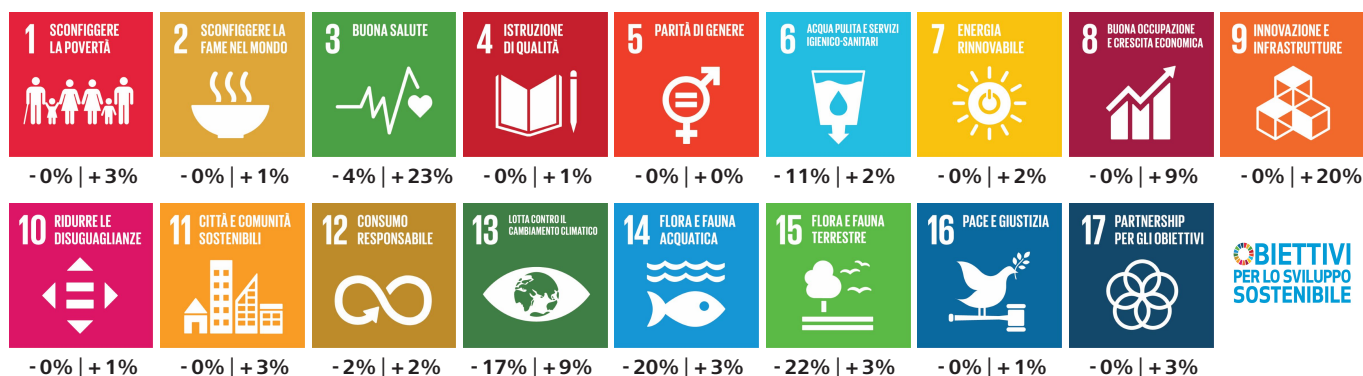 1 SCONFIGGERE
LA POVERTÀ
2 SCONFIGGERE LA
FAME NEL MONDO
3 BUONA SALUTE
4 ISTRUZIONE
DI QUALITÀ
5 PARITÀ DI GENERE
6 ACQUA PULITA E SERVIZI
IGIENICO-SANITARI
7 ENERGIA
RINNOVABILE
8 BUONA OCCUPAZIONE
E CRESCITA ECONOMICA
9 INNOVAZIONE E
INFRASTRUTTURE
-0% | +3%
-0% | +1%
-4% | +23%
-0% | +1%
-0% | +0%
-11% | +2%
-0% | +2%
-0% | +9%
-0% | +20%
10 RIDURRE LE
DISUGUAGLIANZE
11 CITTÀ E COMUNITÀ
SOSTENIBILI
12 CONSUMO
RESPONSABILE
13 LOTTA CONTRO IL
CAMBIAMENTO CLIMATICO
14 FLORA E FAUNA
ACQUATICA
15 FLORA E FAUNA
TERRESTRE
16 PACE E GIUSTIZIA
17 PARTNERSHIP
PER GLI OBIETTIVI
OBIETTIVI
PER LO SVILUPPO
SOSTENIBILE
-0% | +1%
-0% | +3%
-2% | +2%
-17% | +9%
-20% | +3%
-22% | +3%
-0% | +1%
-0% | +3%